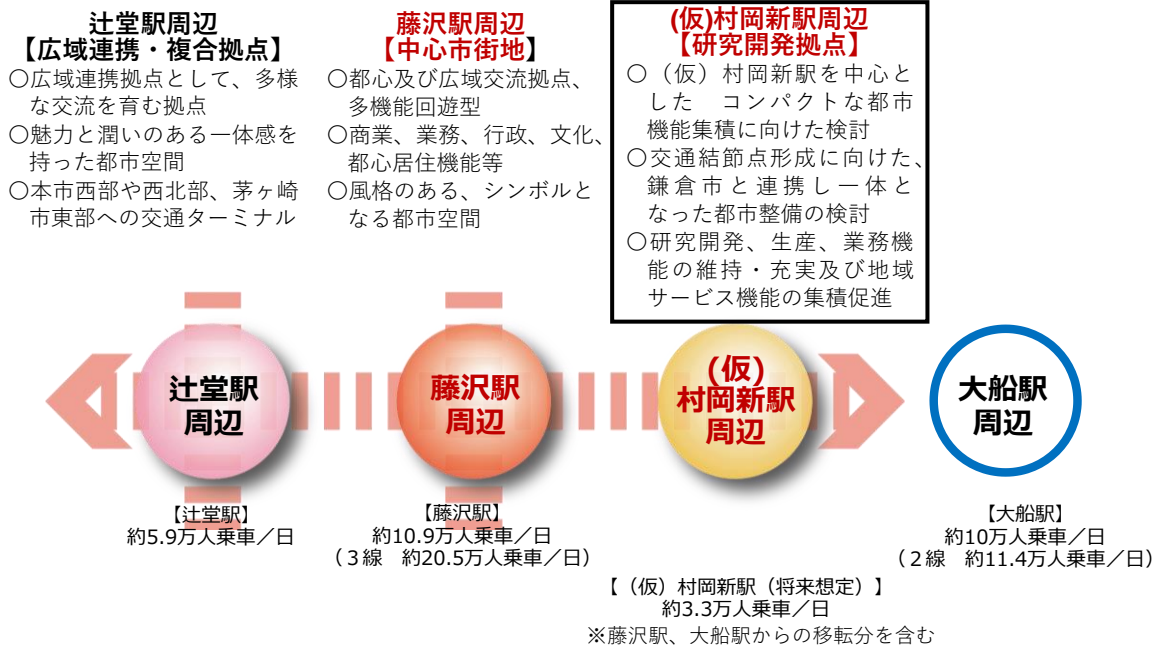 辻堂駅周辺
【広域連携・複合拠点】
〇広域連携拠点として、多様
な交流を育む拠点
〇魅力と潤いのある一体感を
持った都市空間
〇本市西部や西北部、茅ヶ崎
市東部への交通ターミナル
藤沢駅周辺
【中心市街地】
〇都心及び広域交流拠点、
多機能回遊型
〇商業、業務、行政、文化、
都心居住機能等
〇風格のある、シンボルと
なる都市空間
(仮)村岡新駅周辺
【研究開発拠点】
〇（仮）村岡新駅を中心と
した　コンパクトな都市
機能集積に向けた検討
〇交通結節点形成に向けた、
鎌倉市と連携し一体と
なった都市整備の検討
〇研究開発、生産、業務機
能の維持・充実及び地域
サービス機能の集積促進
辻堂駅
周辺
藤沢駅
周辺
(仮)
村岡新駅
周辺
大船駅
周辺
【辻堂駅】
約5.9万人乗車／日
【藤沢駅】
約10.9万人乗車／日
（３線　約20.5万人乗車／日）
【（仮）村岡新駅（将来想定）】
約3.3万人乗車／日
※藤沢駅、大船駅からの移転分を含む
【大船駅】
約10万人乗車／日
（２線　約11.4万人乗車／日）